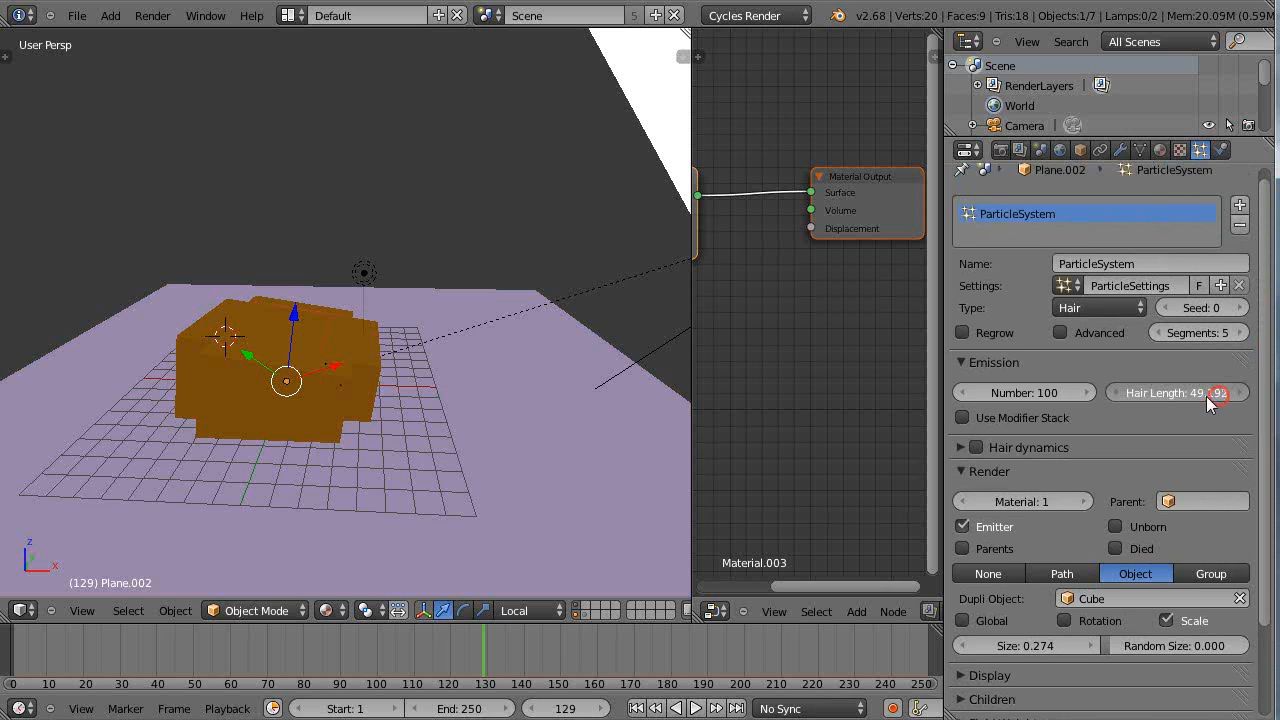 File Add Render Window Help Default Scene 5 Cycles Render v2.68 | Verts:20 | Faces:9 | Tris:18 | Objects:1/7 | Lamps:0/2 | Mem:20.05M (0.59M
User Persp
View Search All Scenes
Scene
RenderLayers
World
Camera
Plane.002 ParticleSystem
ParticleSystem
Name: ParticleSystem
Settings: ParticleSettings F
Type: Hair Seed: 0
Regrow Advanced Segments: 5
Emission
Number: 100 Hair Length: 49.192
Use Modifier Stack
Hair dynamics
Render
Material: 1 Parent:
Emitter Unborn
Parents Died
None Path Object Group
Dupli Object: Cube
Global Rotation Scale
Size: 0.274 Random Size: 0.000
Display
Children
Material Output
Surface
Volume
Displacement
Material.003
z
y
x
(129) Plane.002
View Select Object Object Mode Local
View Select Add Node
0 10 20 30 40 50 60 70 80 90 100 110 120 130 140 150 160 170 180 190 200 210 220 230 240 250
View Marker Frame Playback Start: 1 End: 250 129 No Sync